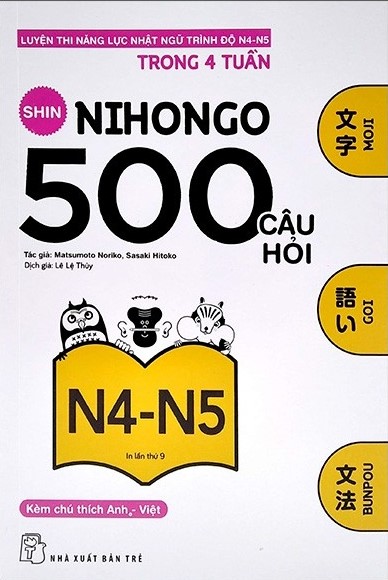 LUYỆN THI NĂNG LỰC NHẬT NGỮ TRÌNH ĐỘ N4-N5
TRONG 4 TUẦN
SHIN
NIHONGO
500
CÂU
HỎI
Tác giả: Matsumoto Noriko, Sasaki Hitoko
Dịch giả: Lê Lệ Thủy
文字
MOJI
語い
GOI
文法
BUNPOU
N4-N5
In lần thứ 9
Kèm chú thích Anh - Việt
NHÀ XUẤT BẢN TRẺ